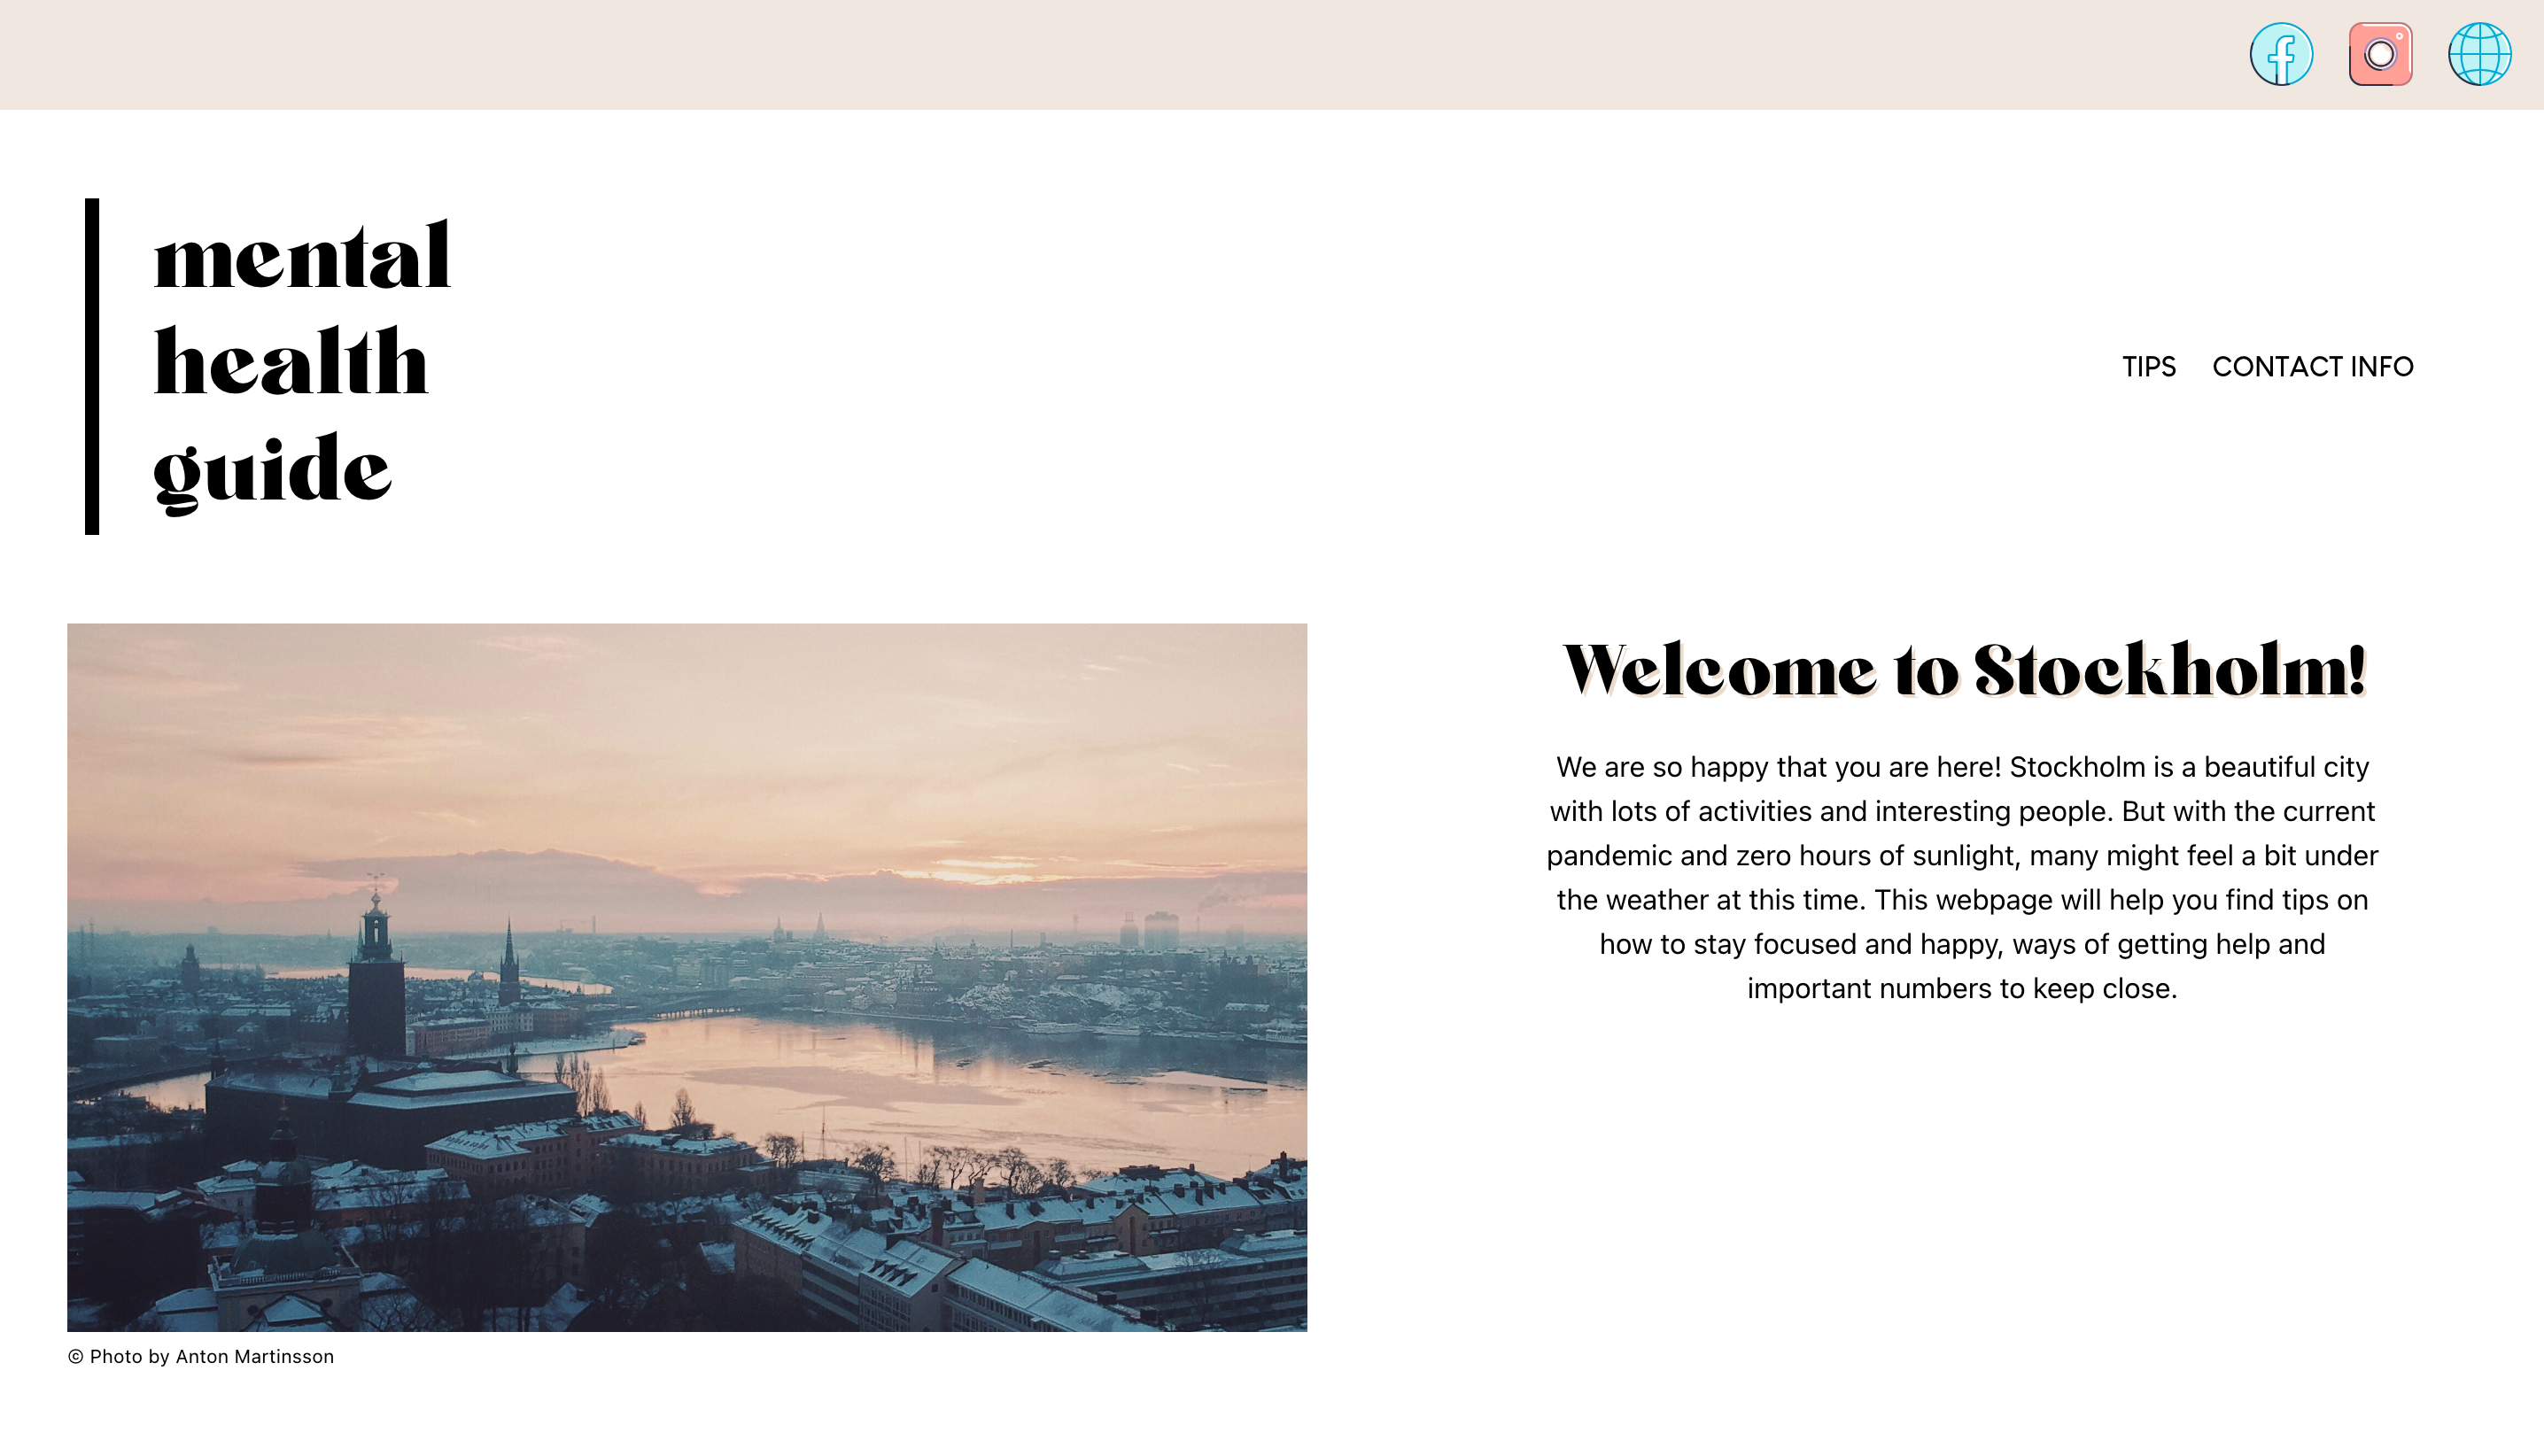 mental
health
guide
TIPS CONTACT INFO
Welcome to Stockholm!
We are so happy that you are here! Stockholm is a beautiful city
with lots of activities and interesting people. But with the current
pandemic and zero hours of sunlight, many might feel a bit under
the weather at this time. This webpage will help you find tips on
how to stay focused and happy, ways of getting help and
important numbers to keep close.
© Photo by Anton Martinsson